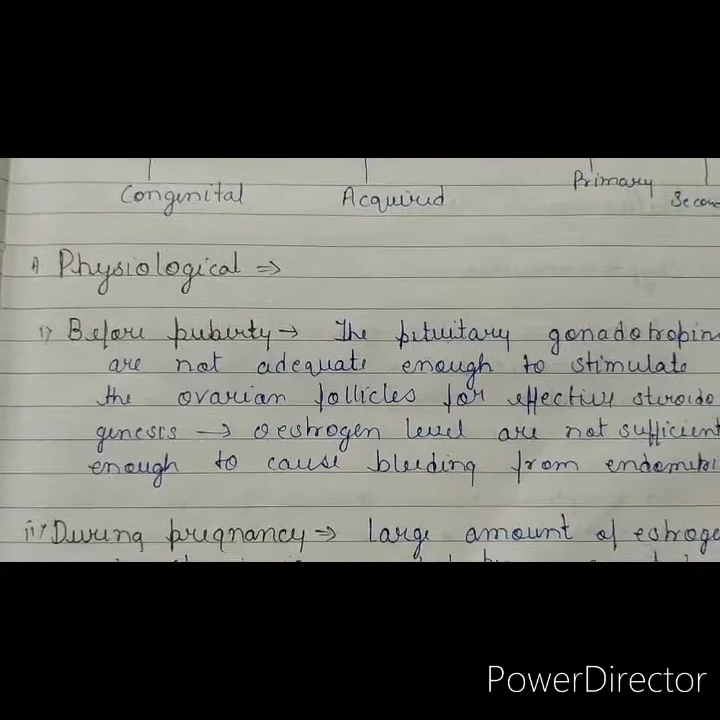 Congenital Acquired Primary
A) Physiological ⇒
i) Before puberty → The pituitary gonadotropin
are not adequate enough to stimulate
the ovarian follicles for effective steroido
genesis → oestrogen level are not sufficient
enough to cause bleeding from
ii) During pregnancy ⇒ large amount of
PowerDirector